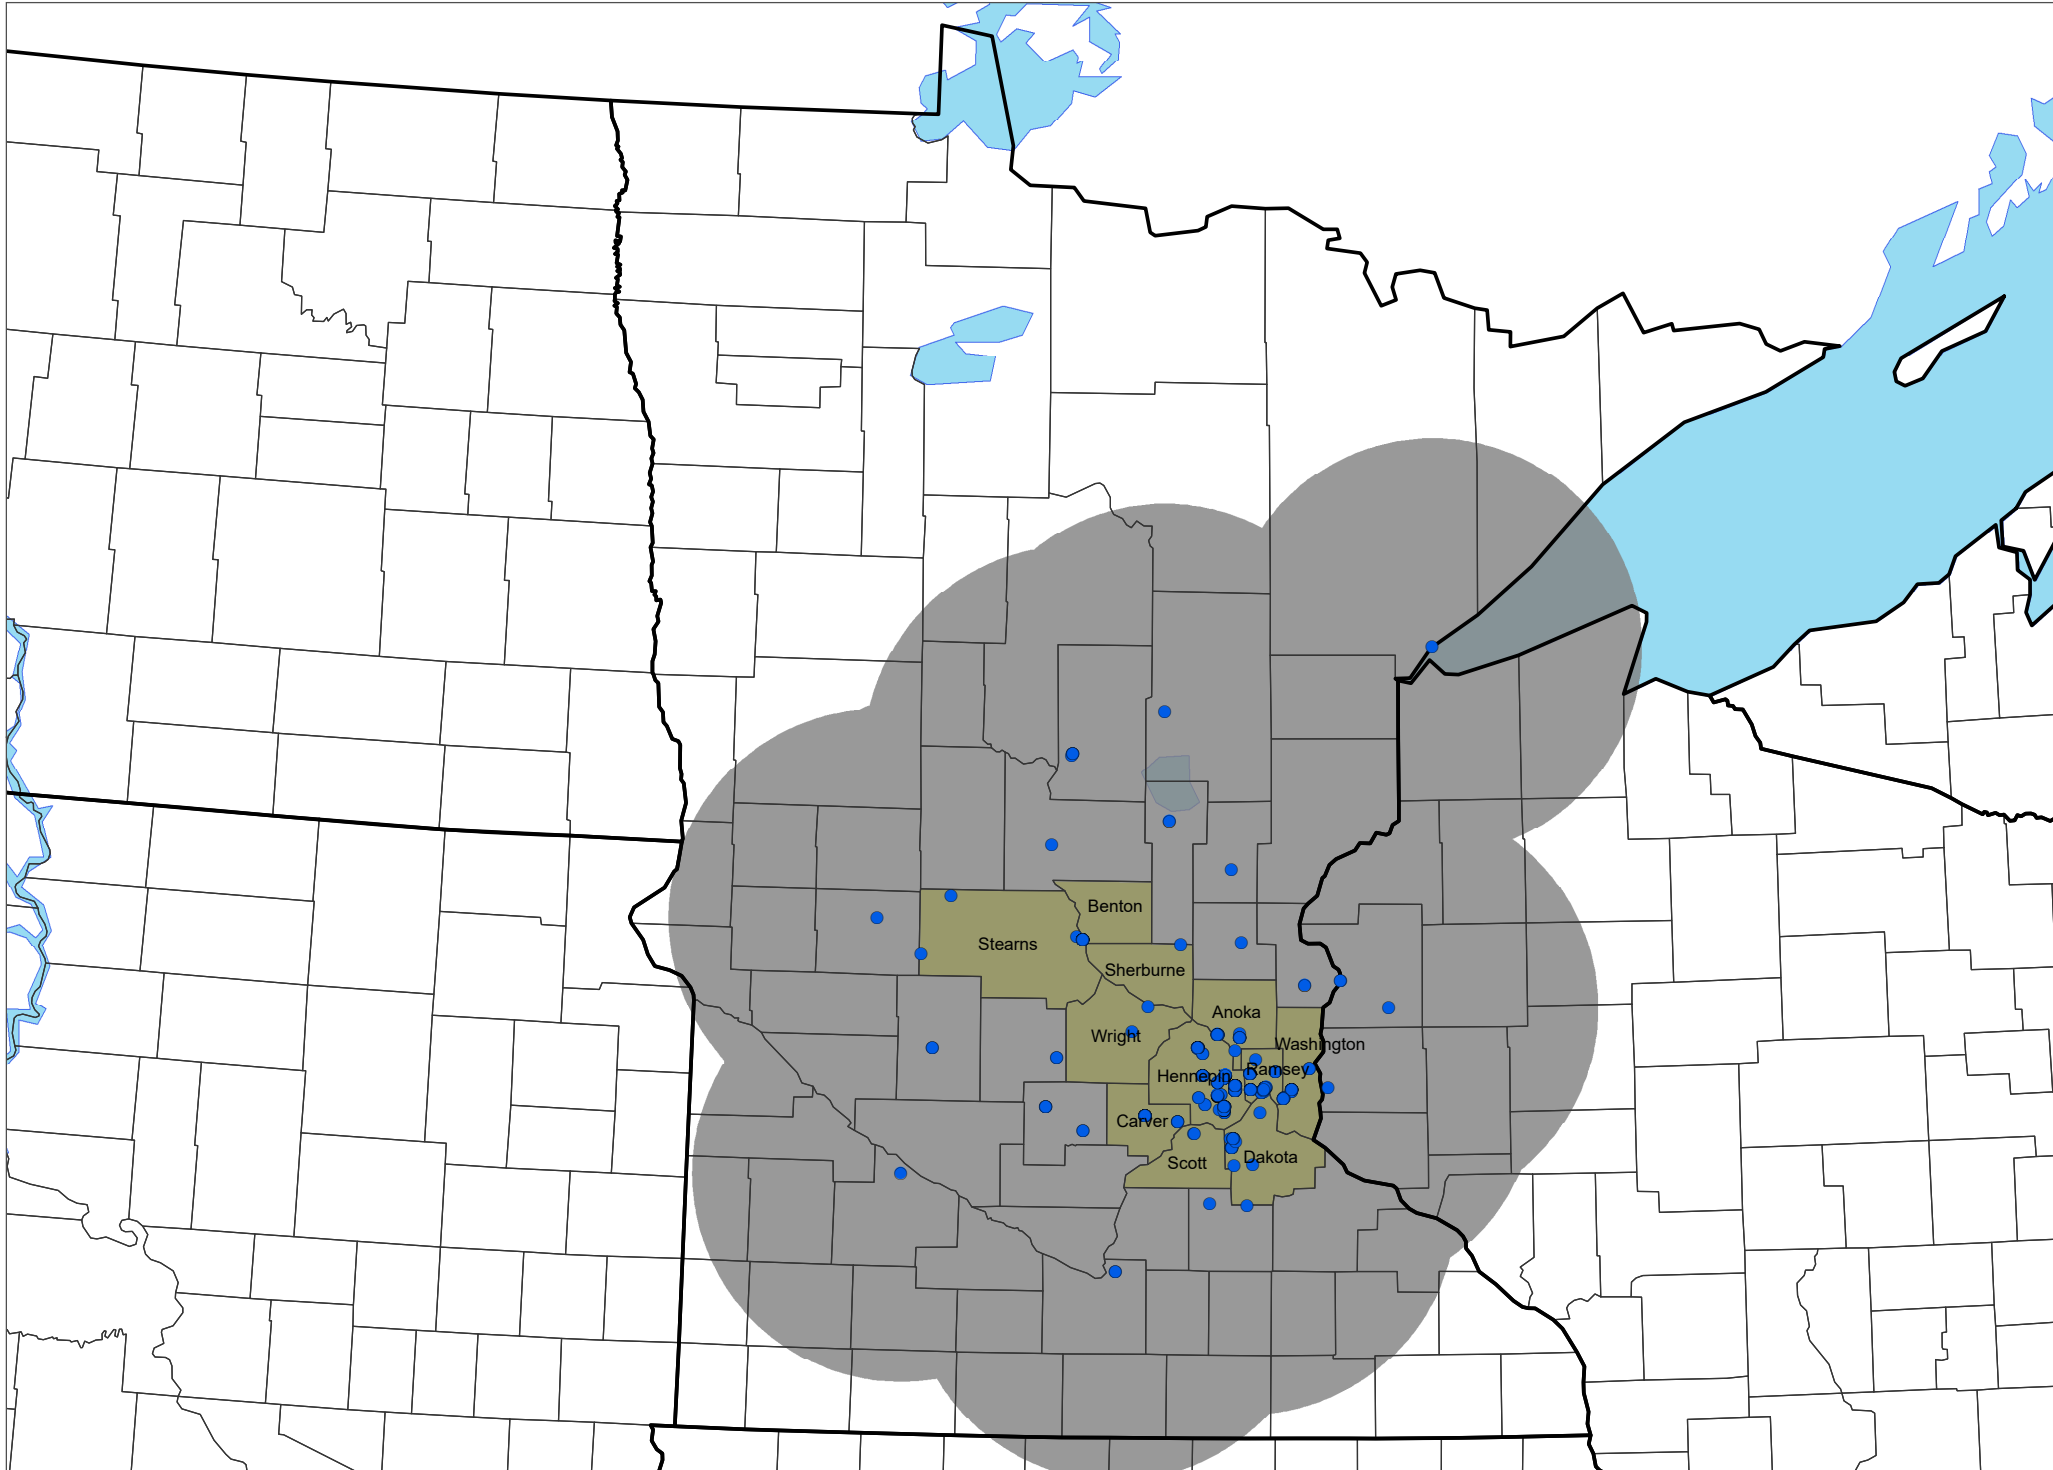 Benton
Stearns
Sherburne
Anoka
Wright
Washington
Ramsey
Hennepin
Carver
Scott
Dakota